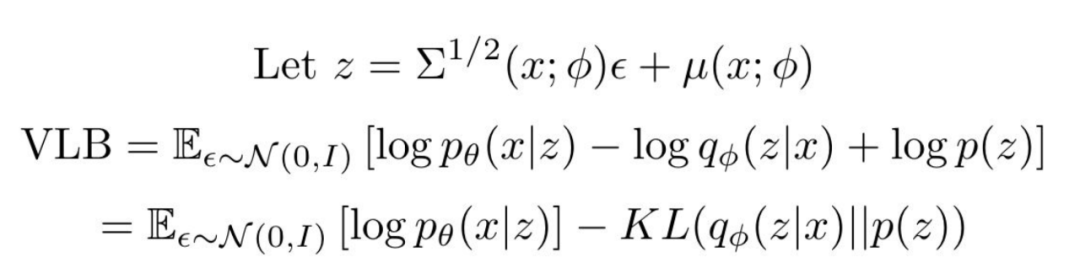 Let z = Σ^{1/2}(x; ϕ)ϵ + μ(x; ϕ)
VLB = 𝔼_{ϵ∼𝒩(0,I)} [log p_θ(x|z) − log q_ϕ(z|x) + log p(z)]
= 𝔼_{ϵ∼𝒩(0,I)} [log p_θ(x|z)] − KL(q_ϕ(z|x)||p(z))